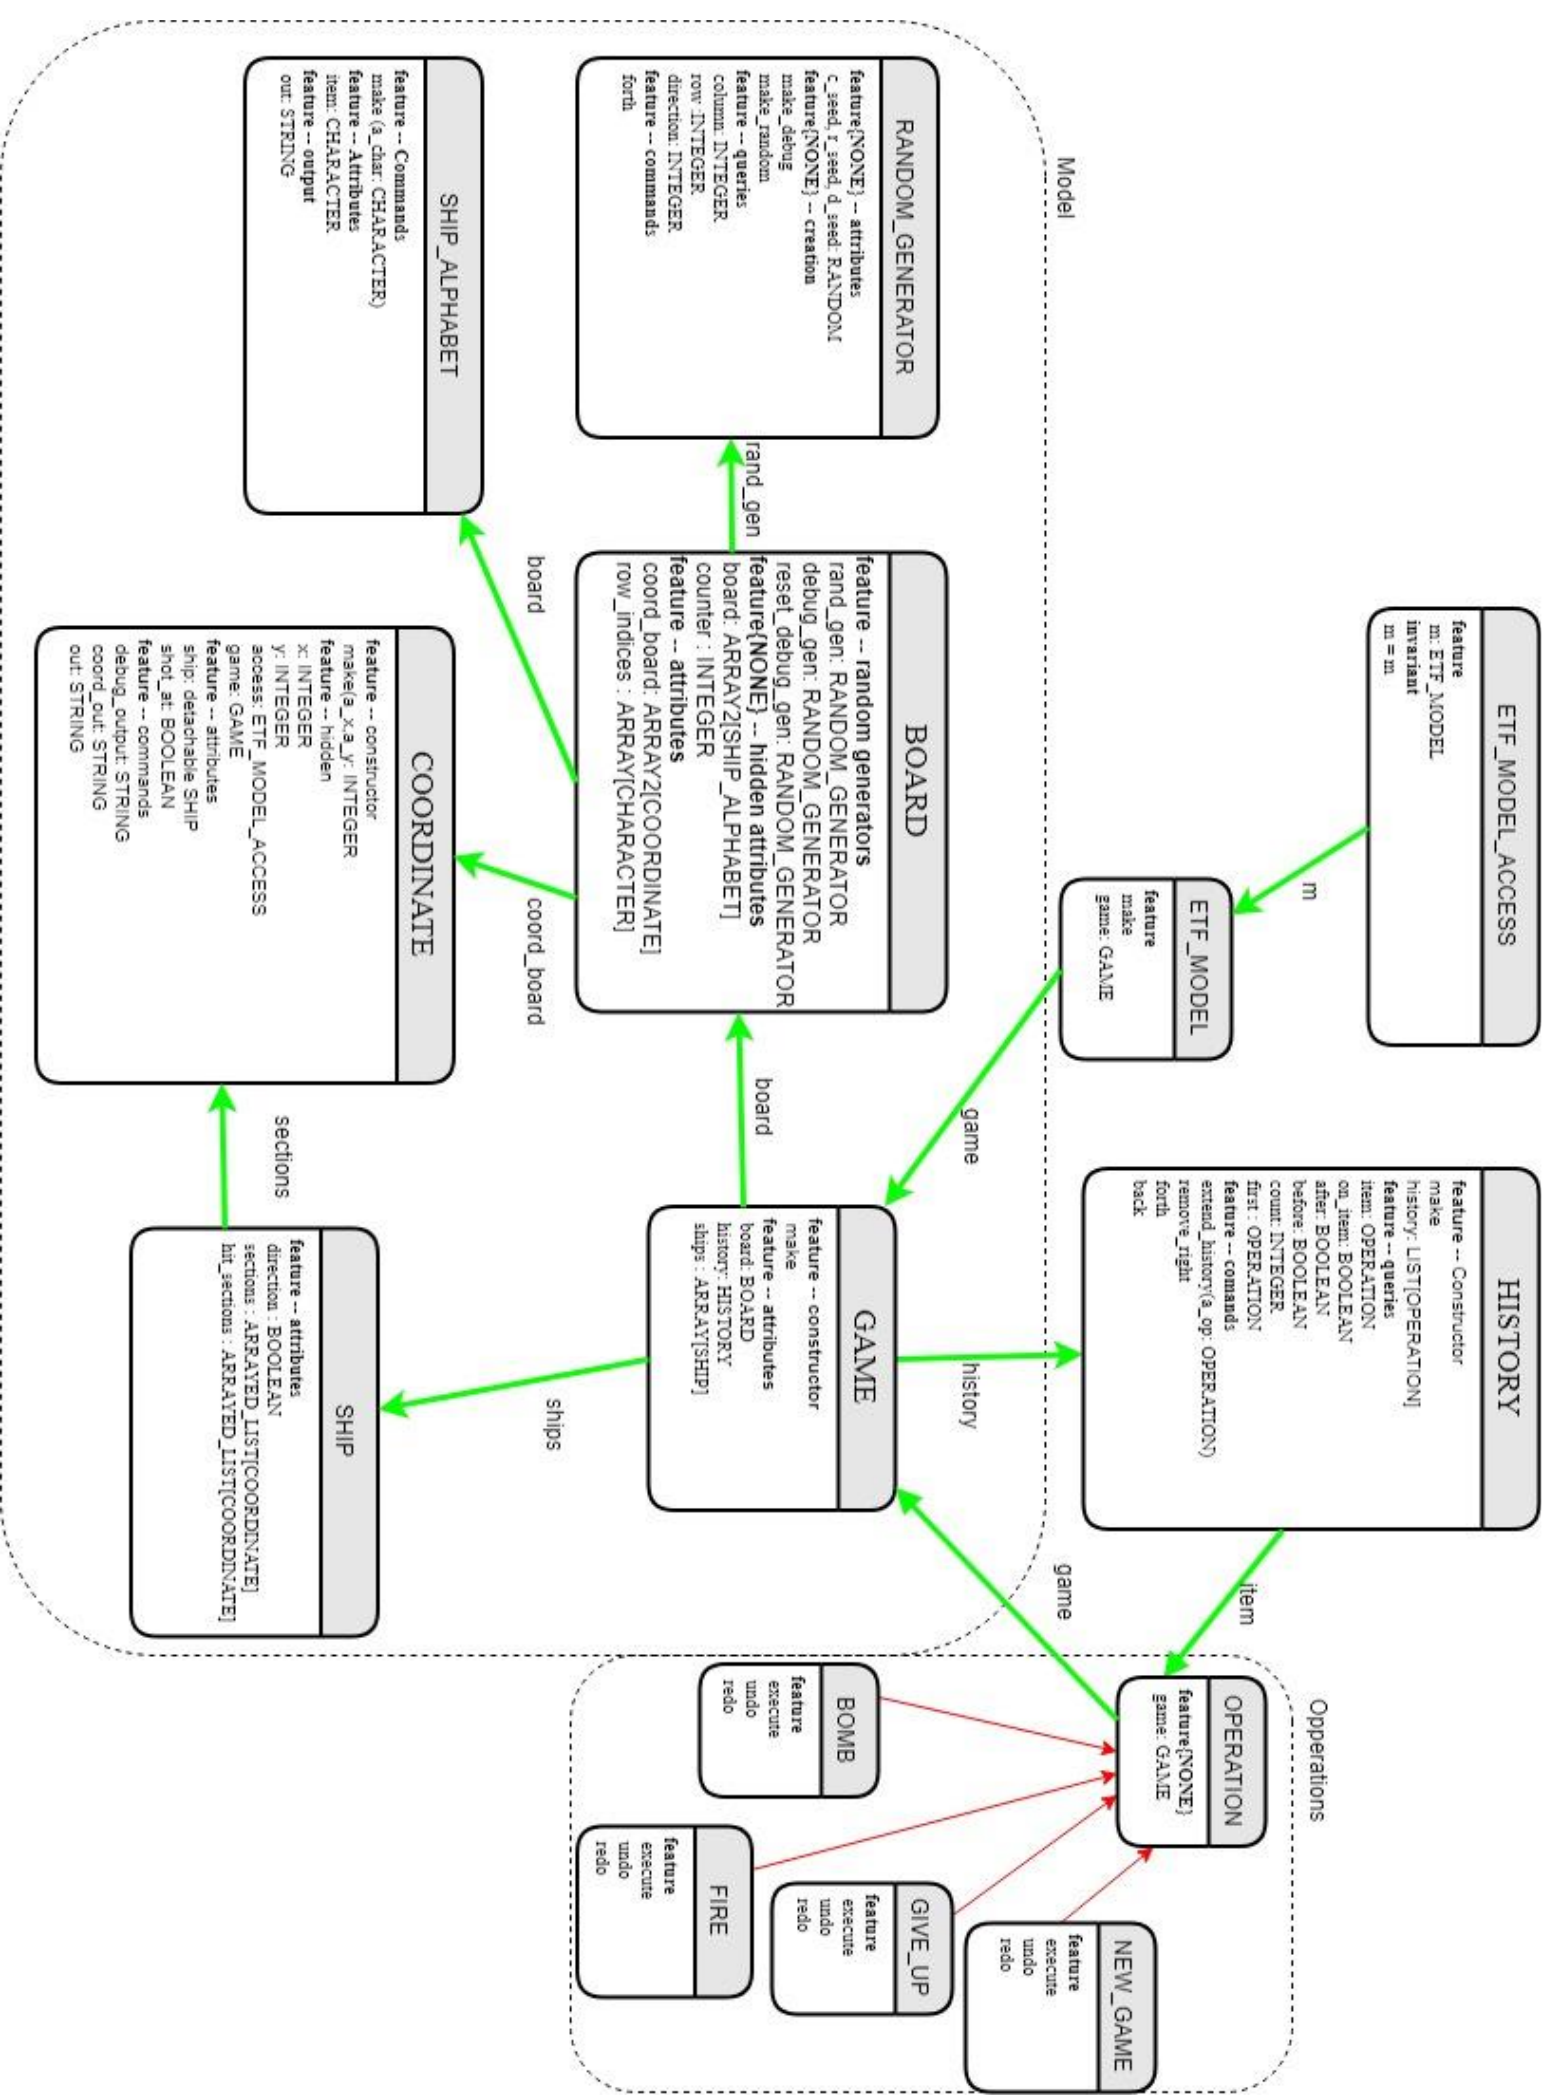 ETF_MODEL_ACCESS
feature
m: ETF_MODEL
invariant
m = m
m
ETF_MODEL
feature
make
game: GAME
game
HISTORY
feature -- Constructor
make
history: LIST[OPERATION]
feature -- queries
item: OPERATION
on_item: BOOLEAN
after: BOOLEAN
before: BOOLEAN
count: INTEGER
first : OPERATION
feature -- comands
extend_history(a_op: OPERATION)
remove_right
forth
back
item
history
game
Opperations
OPERATION
feature{NONE}
game: GAME
NEW_GAME
feature
execute
undo
redo
GIVE_UP
feature
execute
undo
redo
BOMB
feature
execute
undo
redo
FIRE
feature
execute
undo
redo
Model
RANDOM_GENERATOR
feature{NONE} -- attributes
c_seed, r_seed, d_seed: RANDOM
feature{NONE} -- creation
make_debug
make_random
feature -- queries
column: INTEGER
row :INTEGER
direction: INTEGER
feature -- commands
forth
rand_gen
BOARD
feature -- random generators
rand_gen: RANDOM_GENERATOR
debug_gen: RANDOM_GENERATOR
reset_debug_gen: RANDOM_GENERATOR
feature{NONE} -- hidden attributes
board: ARRAY2[SHIP_ALPHABET]
counter : INTEGER
feature -- attributes
coord_board: ARRAY2[COORDINATE]
row_indices : ARRAY[CHARACTER]
board
GAME
feature -- constructor
make
feature -- attributes
board: BOARD
history: HISTORY
ships : ARRAY[SHIP]
board
coord_board
ships
SHIP_ALPHABET
feature -- Commands
make (a_char: CHARACTER)
feature -- Attributes
item: CHARACTER
feature -- output
out: STRING
COORDINATE
feature -- constructor
make(a_x,a_y: INTEGER
feature -- hidden
x: INTEGER
y: INTEGER
access: ETF_MODEL_ACCESS
game: GAME
feature -- attributes
ship: detachable SHIP
shot_at: BOOLEAN
feature -- commands
debug_output: STRING
coord_out: STRING
out: STRING
sections
SHIP
feature -- attributes
direction : BOOLEAN
sections : ARRAYED_LIST[COORDINATE]
hit_sections : ARRAYED_LIST[COORDINATE]